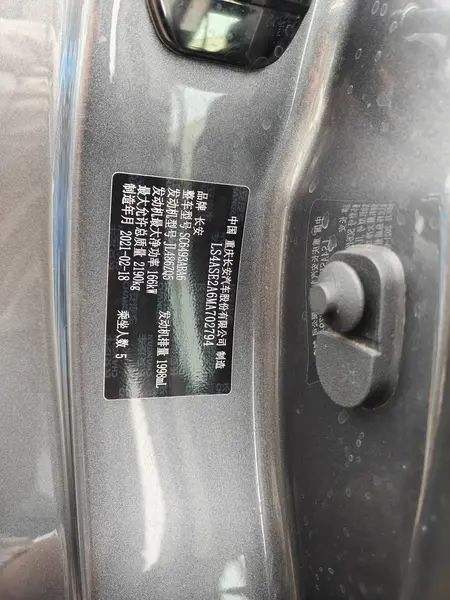 中国 重庆长安汽车股份有限公司 制造
LS4ASE2A6MA702794
品牌 长安
整车型号 SC6493ABA6
发动机型号 JL486ZQ5 发动机排量 1998mL
发动机最大净功率 166kW
最大允许总质量 2190kg
制造年月 2021-02-18 乘坐人数 5